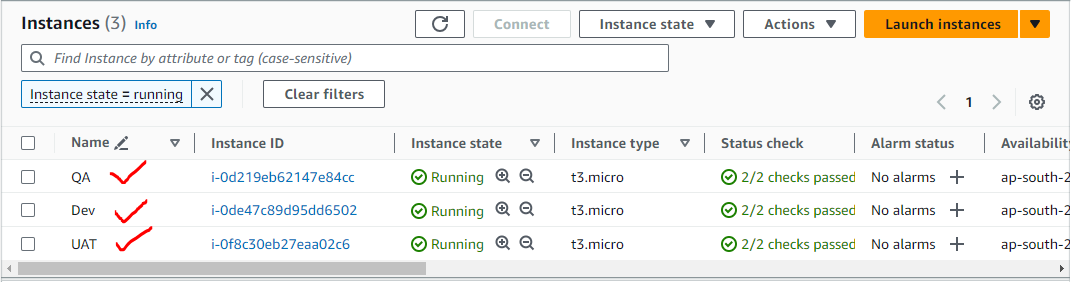 Instances (3) Info Connect Instance state Actions Launch instances
Find Instance by attribute or tag (case-sensitive)
Instance state = running Clear filters
1
Name Instance ID Instance state Instance type Status check Alarm status Availability
QA i-0d219eb62147e84cc Running t3.micro 2/2 checks passed No alarms ap-south-2
Dev i-0de47c89d95dd6502 Running t3.micro 2/2 checks passed No alarms ap-south-2
UAT i-0f8c30eb27eaa02c6 Running t3.micro 2/2 checks passed No alarms ap-south-2